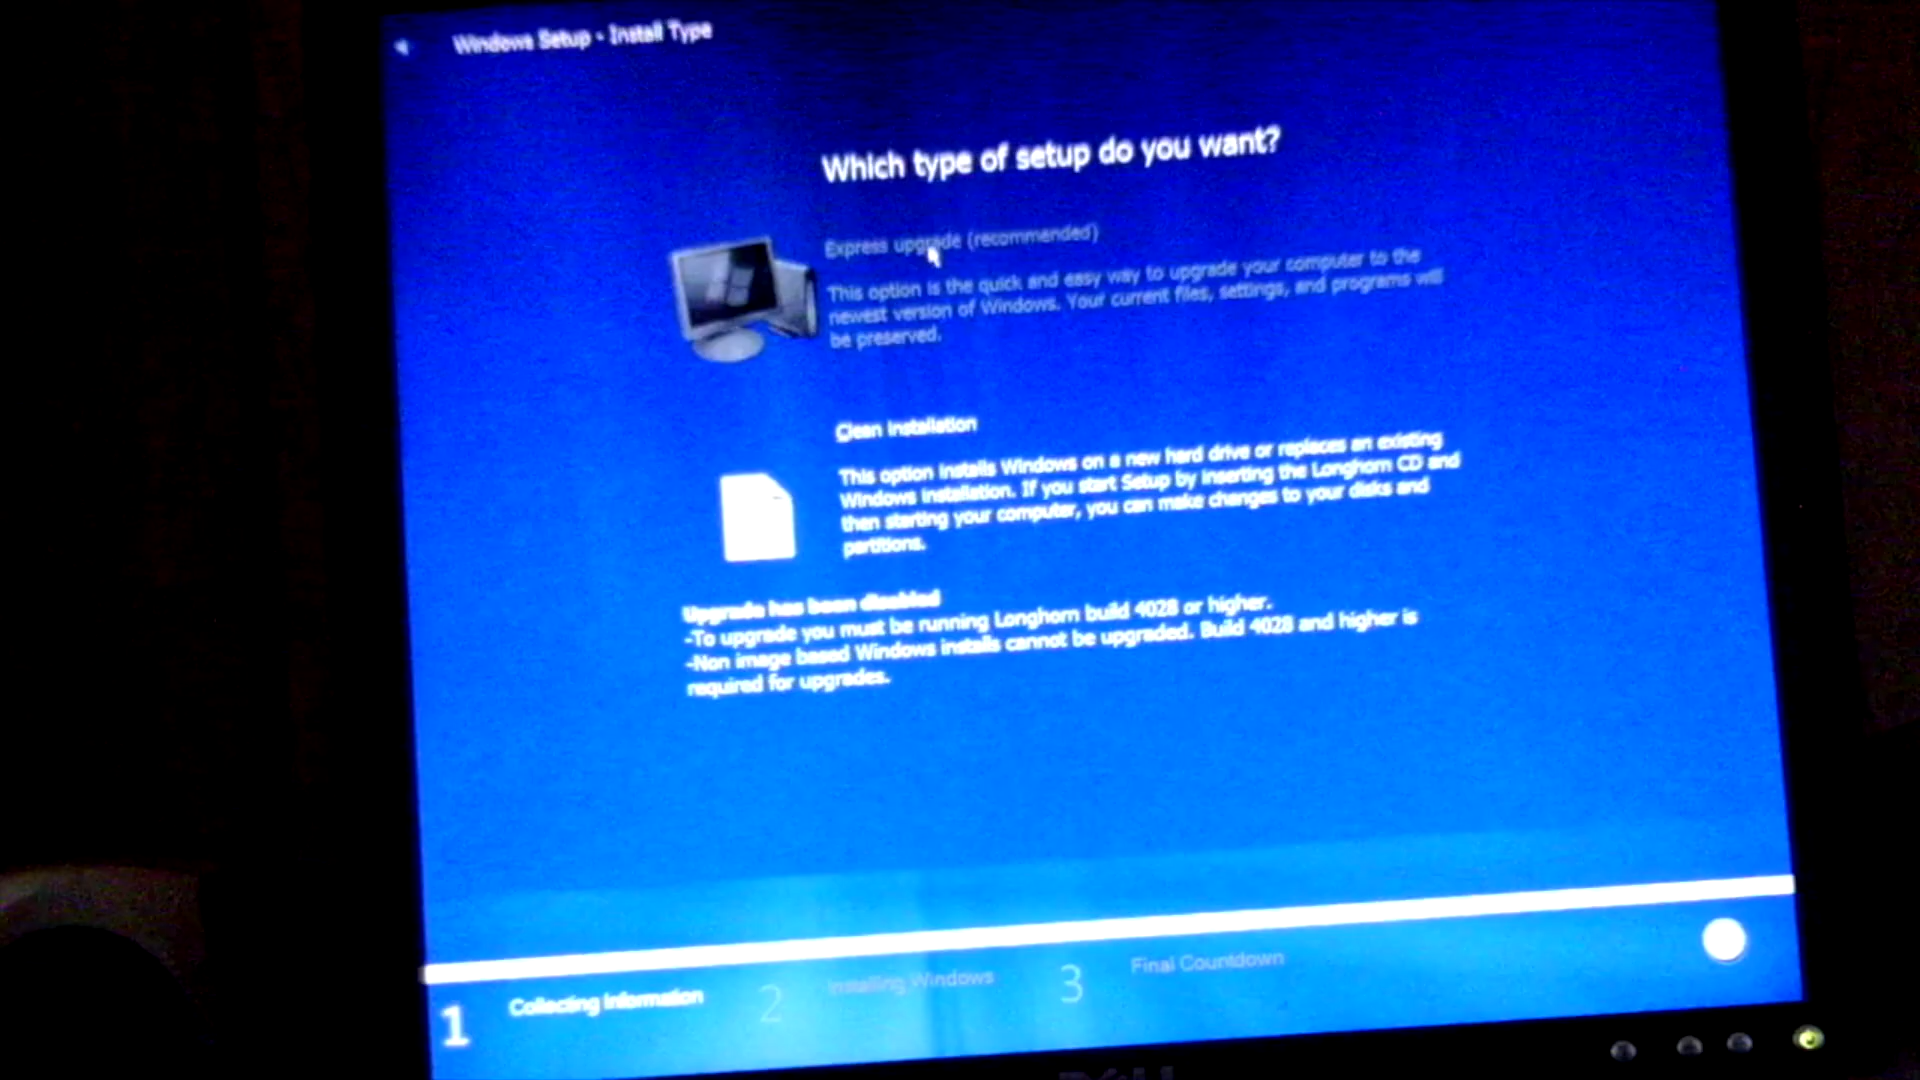 Windows Setup - Install Type
Which type of setup do you want?
Express upgrade (recommended)
This option is the quick and easy way to upgrade your computer to the
newest version of Windows. Your current files, settings, and programs will
be preserved.
Clean installation
This option installs Windows on a new hard drive or replaces an existing
Windows installation. If you start Setup by inserting the Longhorn CD and
then starting your computer, you can make changes to your disks and
partitions.
Upgrade has been disabled
-To upgrade you must be running Longhorn build 4028 or higher.
-Non image based Windows installs cannot be upgraded. Build 4028 and higher is
required for upgrades.
1 Collecting Information 2 Installing Windows 3 Final Countdown
DELL